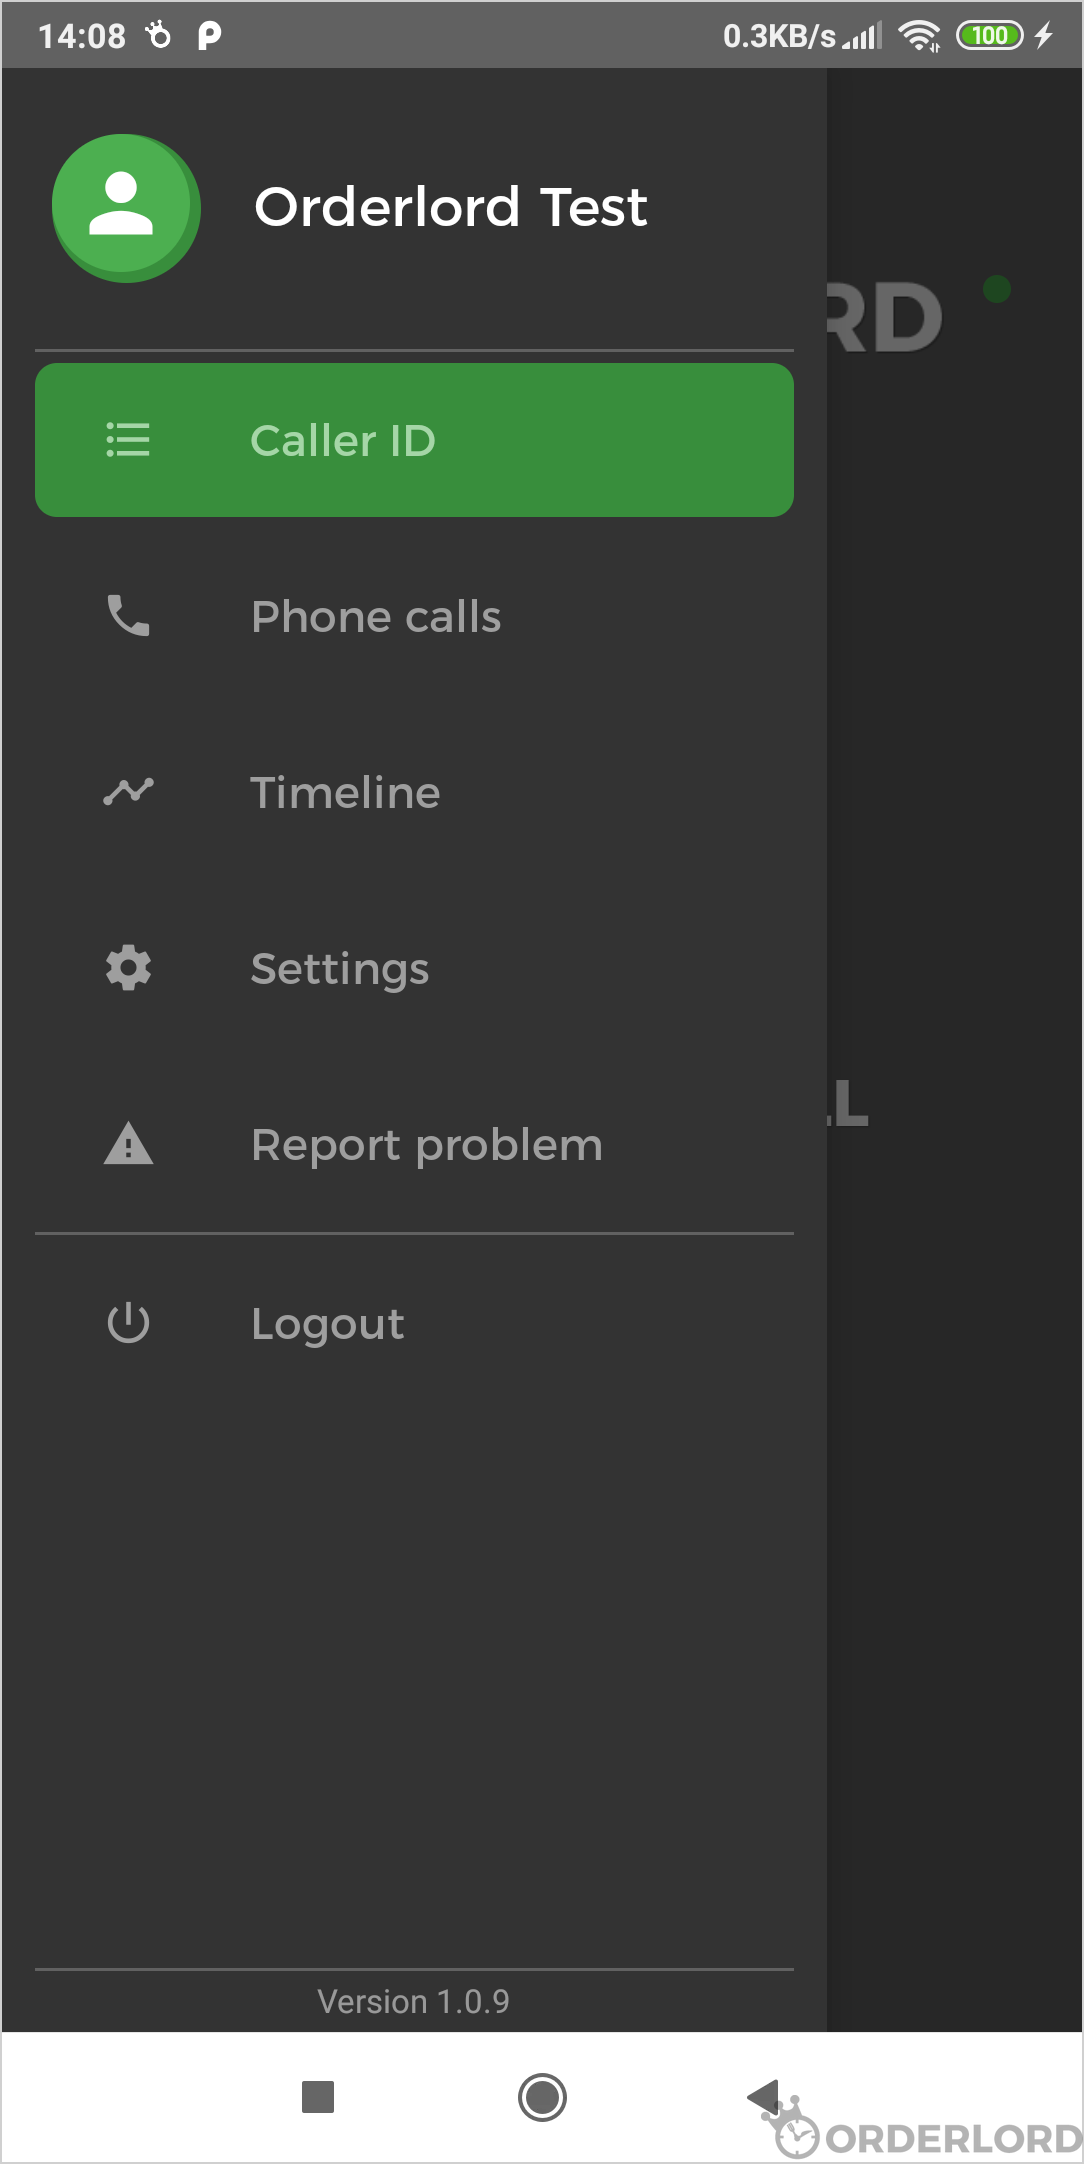 14:08 0.3KB/s 100
Orderlord Test
RD
Caller ID
Phone calls
Timeline
Settings
LL
Report problem
Logout
Version 1.0.9
ORDERLORD